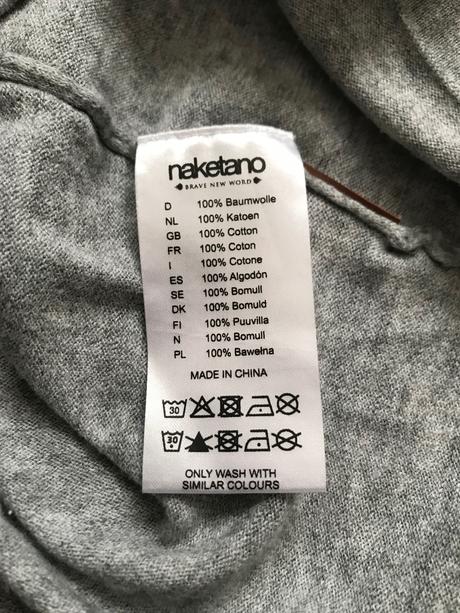 naketano
BRAVE NEW WORD
D 100% Baumwolle
NL 100% Katoen
GB 100% Cotton
FR 100% Coton
I 100% Cotone
ES 100% Algodón
SE 100% Bomull
DK 100% Bomuld
FI 100% Puuvilla
N 100% Bomull
PL 100% Bawełna
MADE IN CHINA
30
30
ONLY WASH WITH
SIMILAR COLOURS